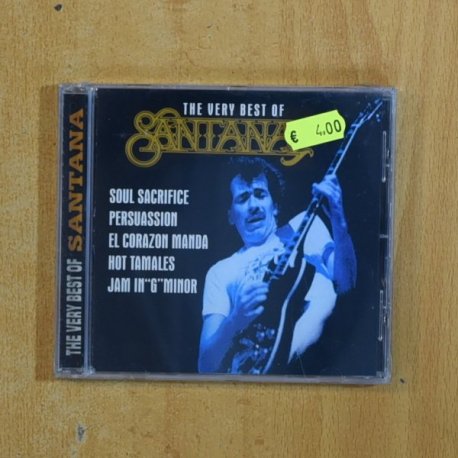 THE VERY BEST OF SANTANA
THE VERY BEST OF
SANTANA
€ 4.00
SOUL SACRIFICE
PERSUASSION
EL CORAZON MANDA
HOT TAMALES
JAM IN "G" MINOR